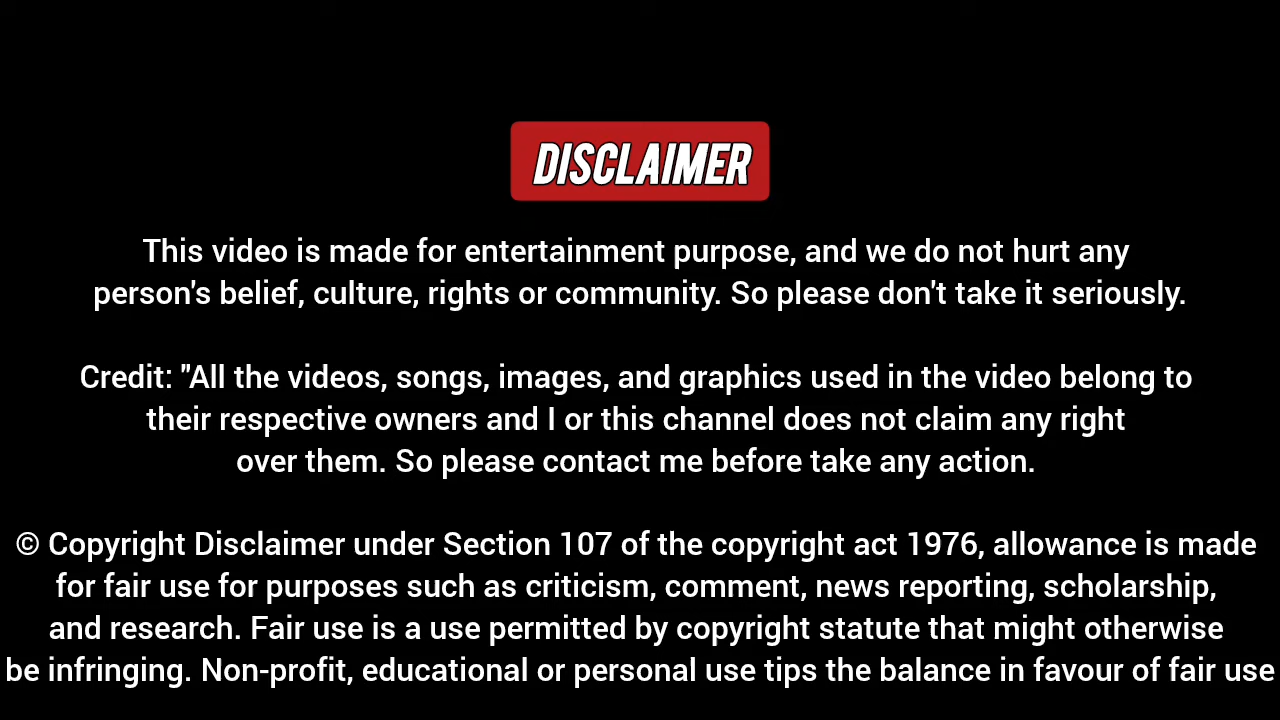 DISCLAIMER
This video is made for entertainment purpose, and we do not hurt any
person's belief, culture, rights or community. So please don't take it seriously.
Credit: "All the videos, songs, images, and graphics used in the video belong to
their respective owners and I or this channel does not claim any right
over them. So please contact me before take any action.
© Copyright Disclaimer under Section 107 of the copyright act 1976, allowance is made
for fair use for purposes such as criticism, comment, news reporting, scholarship,
and research. Fair use is a use permitted by copyright statute that might otherwise
be infringing. Non-profit, educational or personal use tips the balance in favour of fair use